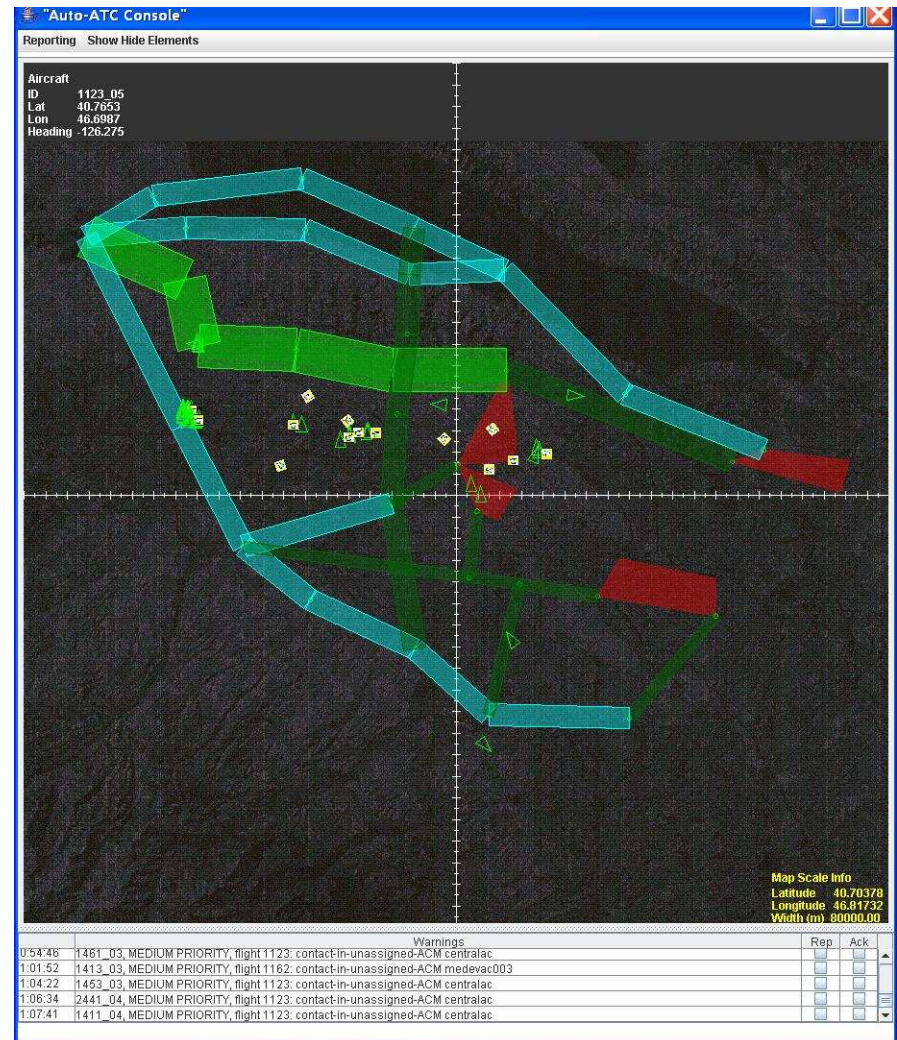 "Auto-ATC Console"
Reporting Show Hide Elements
Aircraft
ID 1123_05
Lat 40.7653
Lon 46.6987
Heading -126.275
Map Scale Info
Latitude 40.70378
Longitude 46.81732
Width (m) 80000.00
Warnings Rep Ack
0:54:46 1461_03, MEDIUM PRIORITY, flight 1123: contact-in-unassigned-ACM centralac
1:01:52 1413_03, MEDIUM PRIORITY, flight 1162: contact-in-unassigned-ACM medevac003
1:04:22 1453_03, MEDIUM PRIORITY, flight 1123: contact-in-unassigned-ACM centralac
1:06:34 2441_04, MEDIUM PRIORITY, flight 1123: contact-in-unassigned-ACM centralac
1:07:41 1411_04, MEDIUM PRIORITY, flight 1123: contact-in-unassigned-ACM centralac